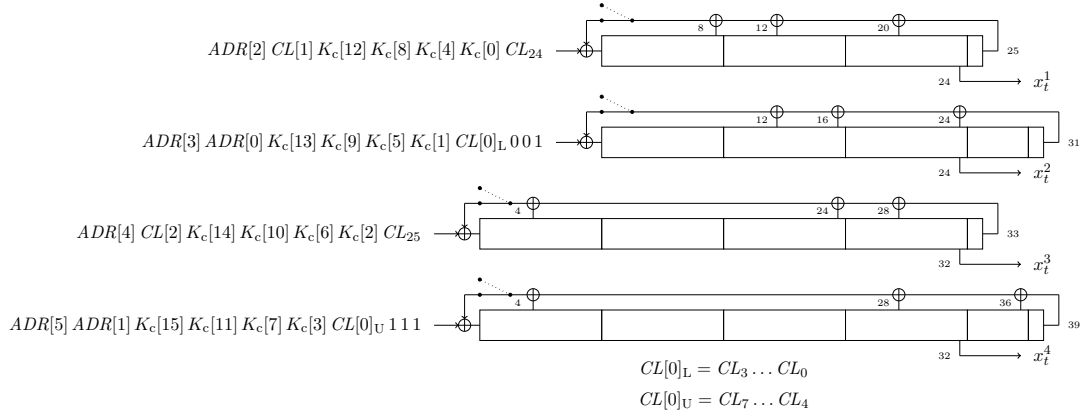 8 12 20
ADR[2] CL[1] K_c[12] K_c[8] K_c[4] K_c[0] CL_24 25
24 x_t^1
12 16 24
ADR[3] ADR[0] K_c[13] K_c[9] K_c[5] K_c[1] CL[0]_L 0 0 1 31
24 x_t^2
4 24 28
ADR[4] CL[2] K_c[14] K_c[10] K_c[6] K_c[2] CL_25 33
32 x_t^3
4 28 36
ADR[5] ADR[1] K_c[15] K_c[11] K_c[7] K_c[3] CL[0]_U 1 1 1 39
32 x_t^4
CL[0]_L = CL_3 … CL_0
CL[0]_U = CL_7 … CL_4